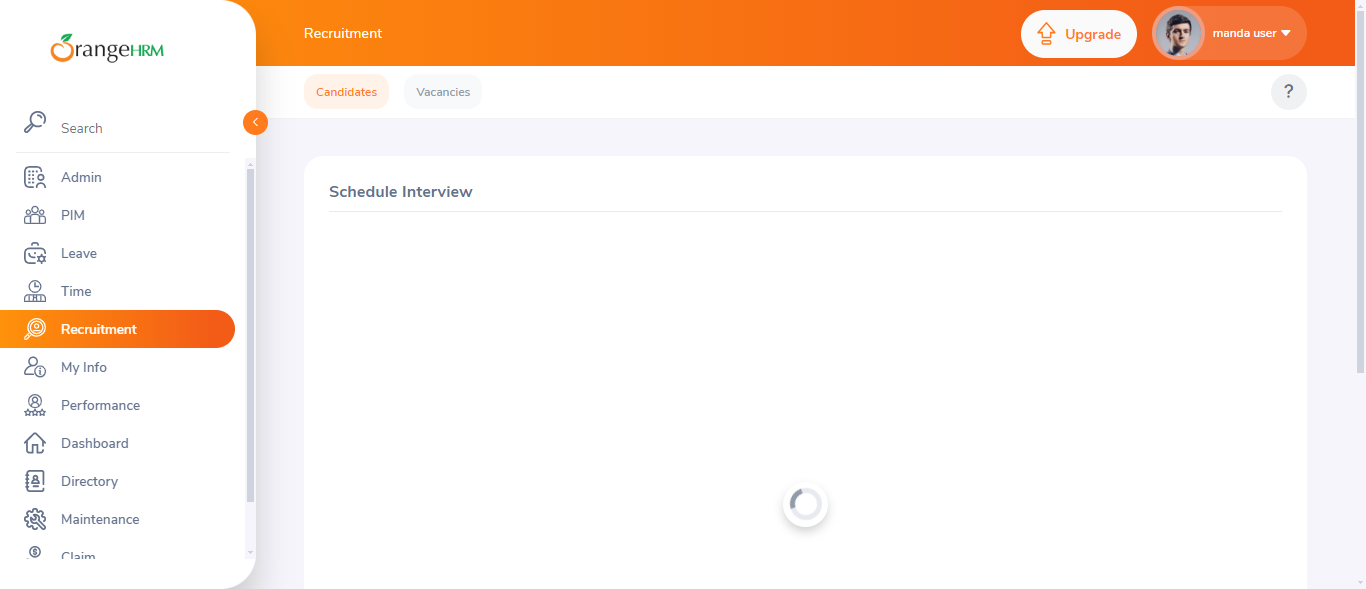 OrangeHRM
Recruitment
Upgrade
manda user
Candidates
Vacancies
?
Search
Admin
PIM
Leave
Time
Recruitment
My Info
Performance
Dashboard
Directory
Maintenance
Claim
Schedule Interview